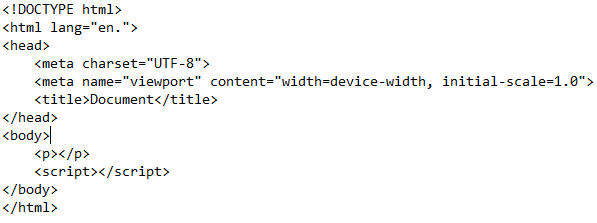 <!DOCTYPE html>
<html lang="en.">
<head>
    <meta charset="UTF-8">
    <meta name="viewport" content="width=device-width, initial-scale=1.0">
    <title>Document</title>
</head>
<body>
    <p></p>
    <script></script>
</body>
</html>